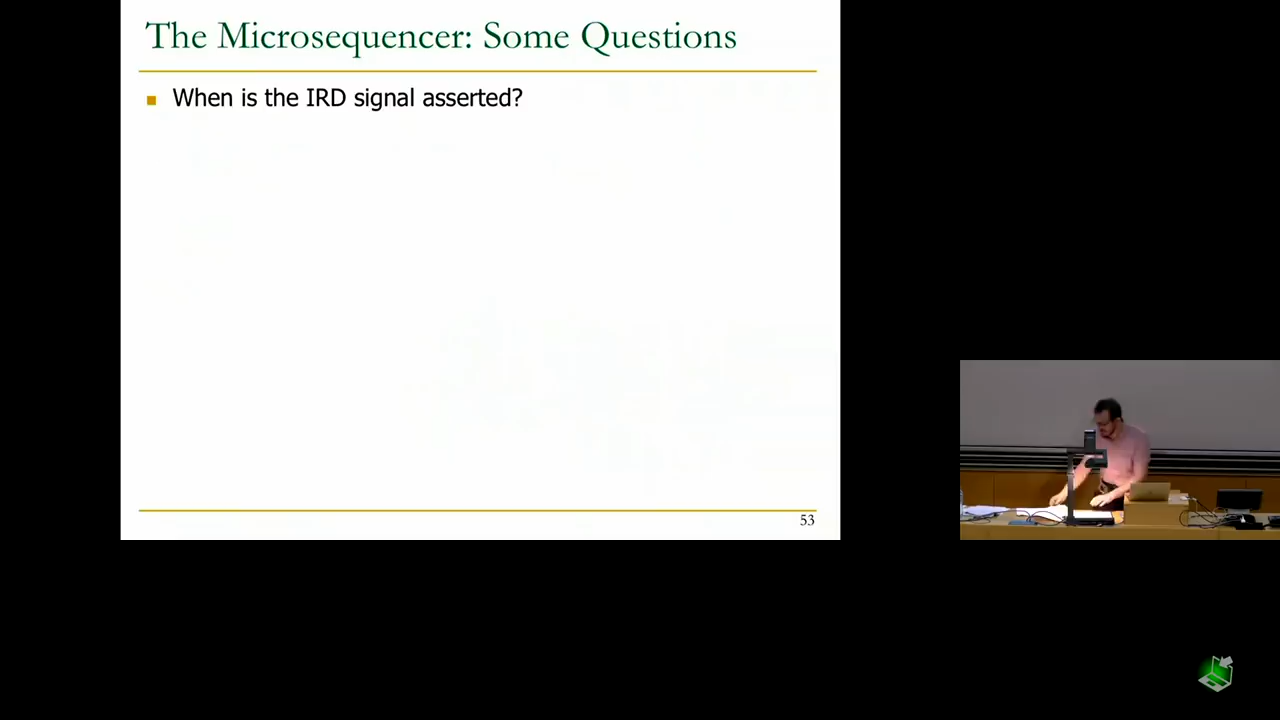 The Microsequencer: Some Questions
When is the IRD signal asserted?
53